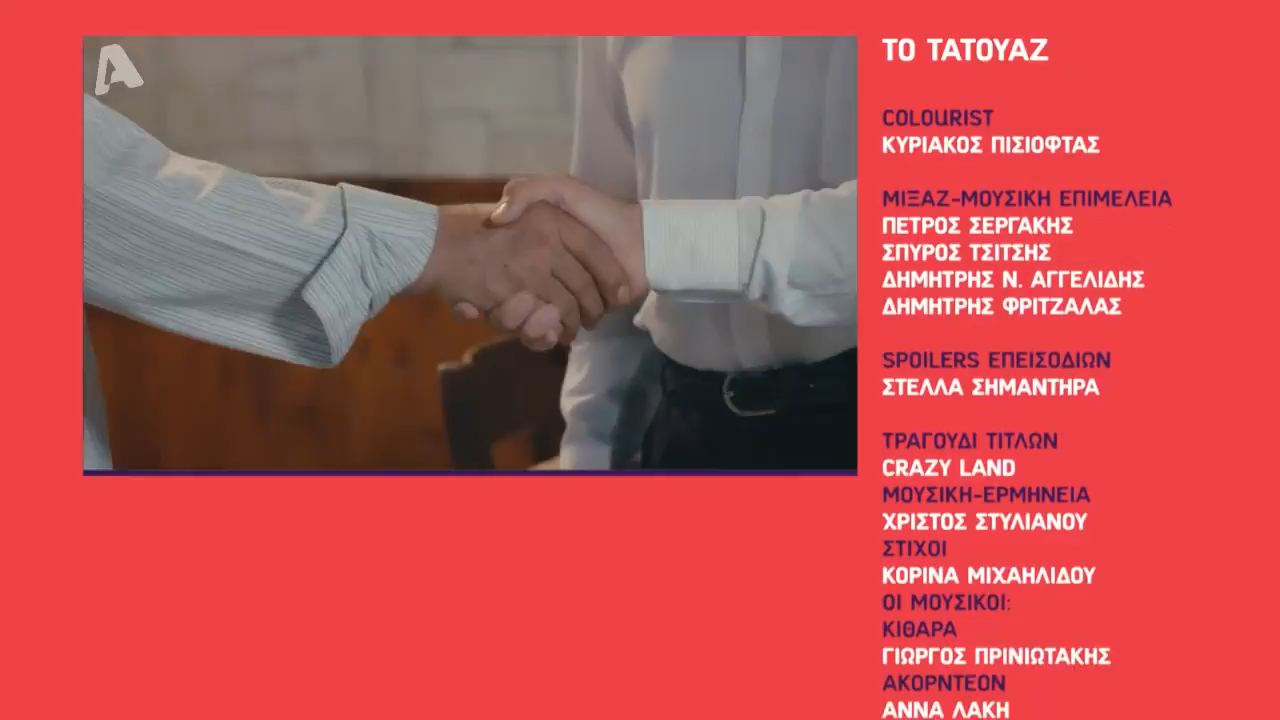 ΤΟ ΤΑΤΟΥΑΖ
COLOURIST
ΚΥΡΙΑΚΟΣ ΠΙΣΙΟΦΤΑΣ
ΜΙΞΑΖ-ΜΟΥΣΙΚΗ ΕΠΙΜΕΛΕΙΑ
ΠΕΤΡΟΣ ΣΕΡΓΑΚΗΣ
ΣΠΥΡΟΣ ΤΣΙΤΣΗΣ
ΔΗΜΗΤΡΗΣ Ν. ΑΓΓΕΛΙΔΗΣ
ΔΗΜΗΤΡΗΣ ΦΡΙΤΖΑΛΑΣ
SPOILERS ΕΠΕΙΣΟΔΙΩΝ
ΣΤΕΛΛΑ ΣΗΜΑΝΤΗΡΑ
ΤΡΑΓΟΥΔΙ ΤΙΤΛΩΝ
CRAZY LAND
ΜΟΥΣΙΚΗ-ΕΡΜΗΝΕΙΑ
ΧΡΙΣΤΟΣ ΣΤΥΛΙΑΝΟΥ
ΣΤΙΧΟΙ
ΚΟΡΙΝΑ ΜΙΧΑΗΛΙΔΟΥ
ΟΙ ΜΟΥΣΙΚΟΙ:
ΚΙΘΑΡΑ
ΓΙΩΡΓΟΣ ΠΡΙΝΙΩΤΑΚΗΣ
ΑΚΟΡΝΤΕΟΝ
ΑΝΝΑ ΛΑΚΗ